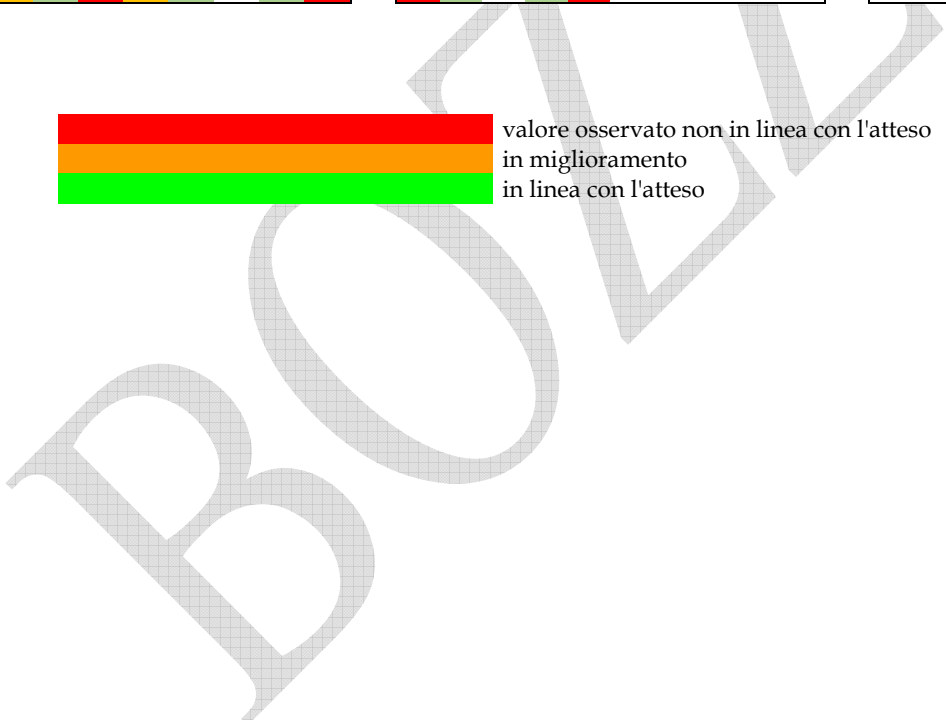 valore osservato non in linea con l'atteso
in miglioramento
in linea con l'atteso
BOZZ